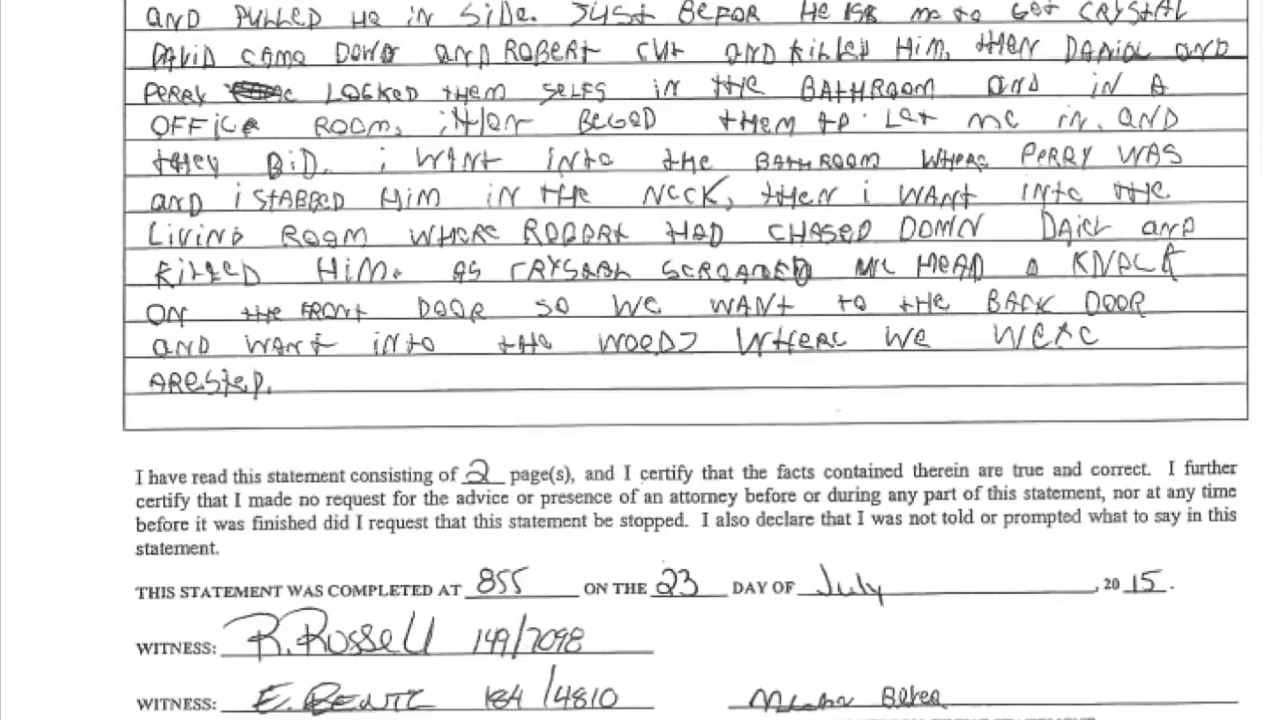 AND PULLED HE IN SIDE. JUST BEFOR HE me to GET CRYSTAL
DAVID CAMO DOWN AND ROBERT CUt AND KILLED HIM, tHEN DANIOL AND
PERRY LOCKED tHEM SELFS IN tHE BATHROOM AND IN A
OFFICe ROOM, i tHEN BEGED tHEM to LET me in. AND
tHEY DID. i WANT INto tHE BATHROOM WHERE PERRY WAS
AND i STABBED HIM IN tHE NECK, tHEN i WANT INto tHE
LIVING ROOM WHERE ROBERT HAD CHASED DOWN AND
KILLED HIM. AS CRYSTAL SCREAMED WE HEAD A KNACK
ON tHE FRONT DOOR SO WE WANT to tHE BACK DOOR
AND WANT INTO tHE WOODS WHERE WE WERE
AREStED.
I have read this statement consisting of 2 page(s), and I certify that the facts contained therein are true and correct. I further
certify that I made no request for the advice or presence of an attorney before or during any part of this statement, nor at any time
before it was finished did I request that this statement be stopped. I also declare that I was not told or prompted what to say in this
statement.
THIS STATEMENT WAS COMPLETED AT 855 ON THE 23 DAY OF July, 20 15.
WITNESS: R. Russell 149/7098
WITNESS: E. 184/4810